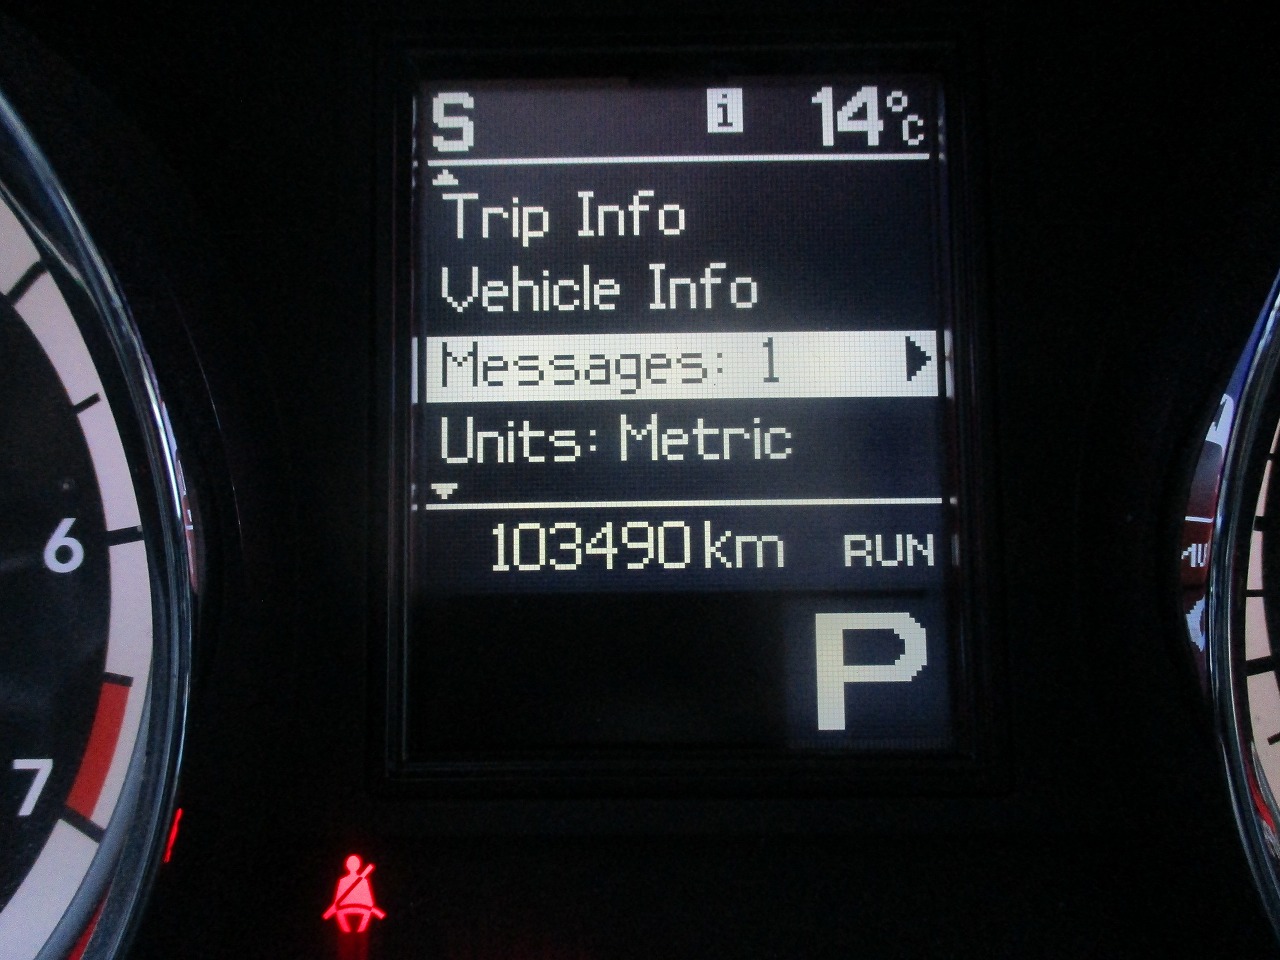 S i 14°C
Trip Info
Vehicle Info
Messages: 1
Units: Metric
103490 km RUN
P
6
7